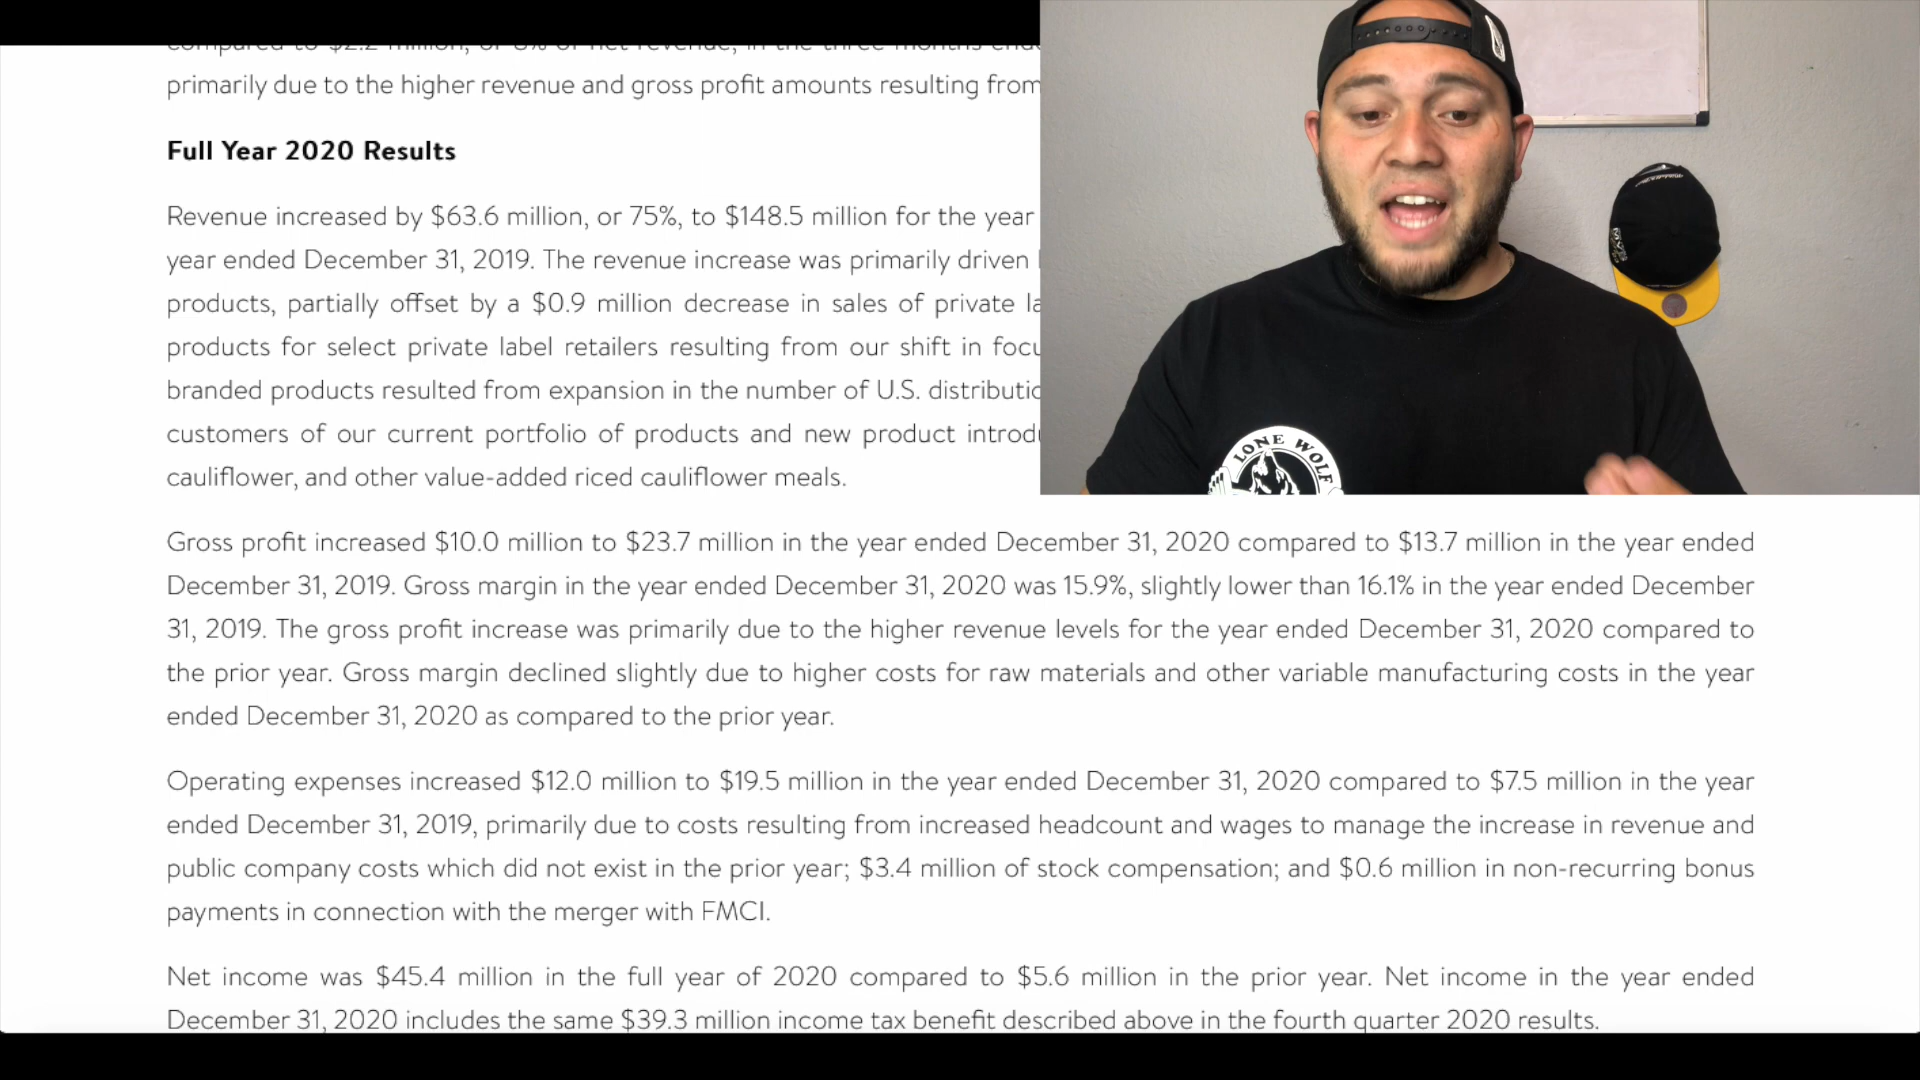 compared to $2.2 million, or 8% of net revenue, in the three months ende
primarily due to the higher revenue and gross profit amounts resulting from
Full Year 2020 Results
Revenue increased by $63.6 million, or 75%, to $148.5 million for the year
year ended December 31, 2019. The revenue increase was primarily driven
products, partially offset by a $0.9 million decrease in sales of private la
products for select private label retailers resulting from our shift in focu
branded products resulted from expansion in the number of U.S. distributio
customers of our current portfolio of products and new product introdu
cauliflower, and other value-added riced cauliflower meals.
LONE WOLF
Gross profit increased $10.0 million to $23.7 million in the year ended December 31, 2020 compared to $13.7 million in the year ended
December 31, 2019. Gross margin in the year ended December 31, 2020 was 15.9%, slightly lower than 16.1% in the year ended December
31, 2019. The gross profit increase was primarily due to the higher revenue levels for the year ended December 31, 2020 compared to
the prior year. Gross margin declined slightly due to higher costs for raw materials and other variable manufacturing costs in the year
ended December 31, 2020 as compared to the prior year.
Operating expenses increased $12.0 million to $19.5 million in the year ended December 31, 2020 compared to $7.5 million in the year
ended December 31, 2019, primarily due to costs resulting from increased headcount and wages to manage the increase in revenue and
public company costs which did not exist in the prior year; $3.4 million of stock compensation; and $0.6 million in non-recurring bonus
payments in connection with the merger with FMCI.
Net income was $45.4 million in the full year of 2020 compared to $5.6 million in the prior year. Net income in the year ended
December 31, 2020 includes the same $39.3 million income tax benefit described above in the fourth quarter 2020 results.